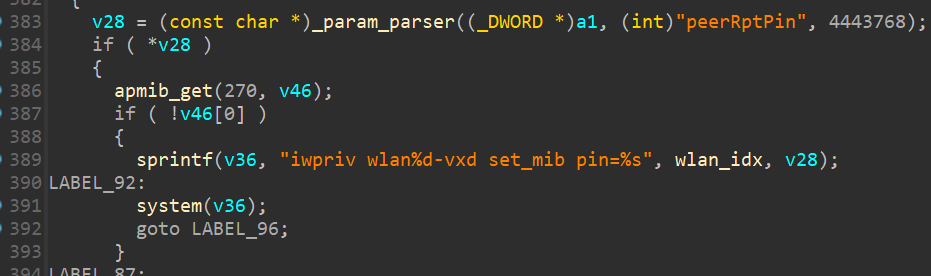 382 {
383 v28 = (const char *)_param_parser((_DWORD *)a1, (int)"peerRptPin", 4443768);
384 if ( *v28 )
385 {
386 apmib_get(270, v46);
387 if ( !v46[0] )
388 {
389 sprintf(v36, "iwpriv wlan%d-vxd set_mib pin=%s", wlan_idx, v28);
390 LABEL_92:
391 system(v36);
392 goto LABEL_96;
393 }
394 LABEL_87: